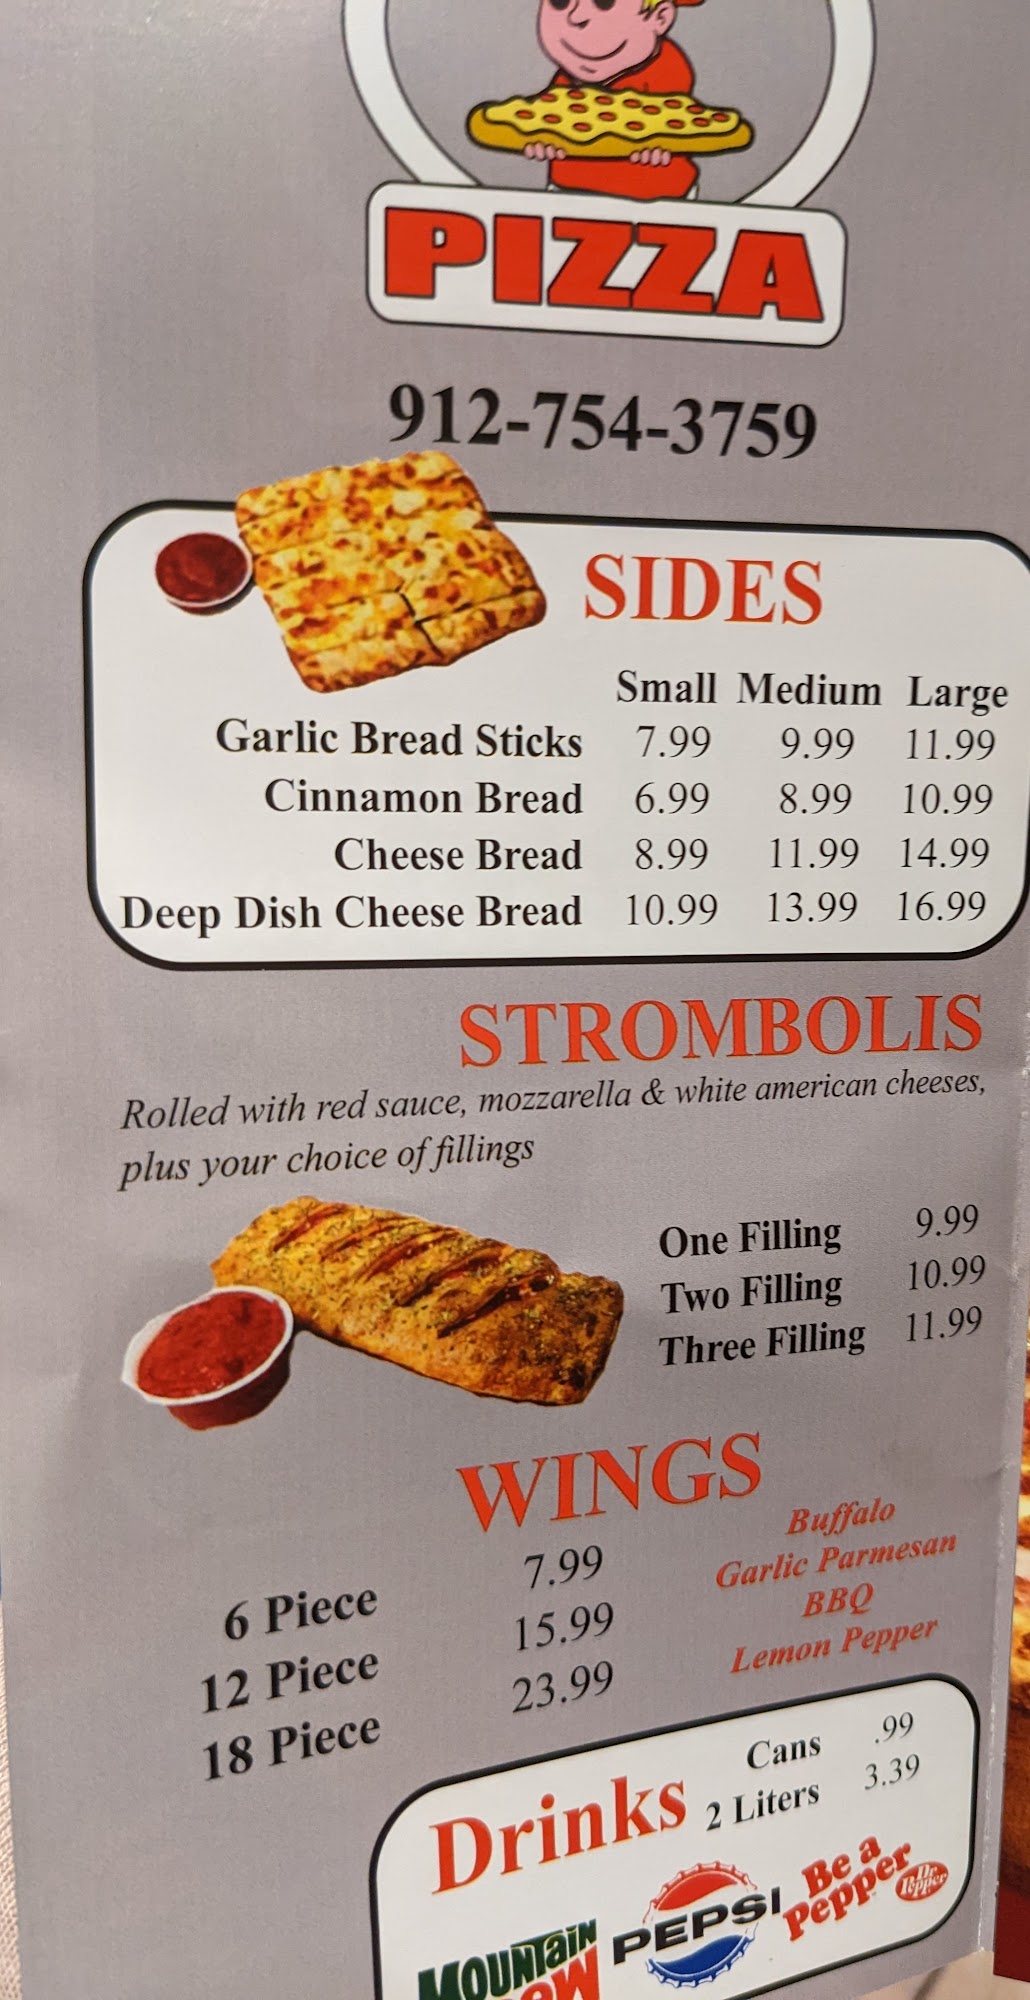 PIZZA
912-754-3759
SIDES
Small Medium Large
Garlic Bread Sticks 7.99 9.99 11.99
Cinnamon Bread 6.99 8.99 10.99
Cheese Bread 8.99 11.99 14.99
Deep Dish Cheese Bread 10.99 13.99 16.99
STROMBOLIS
Rolled with red sauce, mozzarella & white american cheeses,
plus your choice of fillings
One Filling 9.99
Two Filling 10.99
Three Filling 11.99
WINGS
6 Piece 7.99
12 Piece 15.99
18 Piece 23.99
Buffalo
Garlic Parmesan
BBQ
Lemon Pepper
Drinks
Cans .99
2 Liters 3.39
MOUNTAIN
DEW
PEPSI
Be a
Pepper
Dr
Pepper